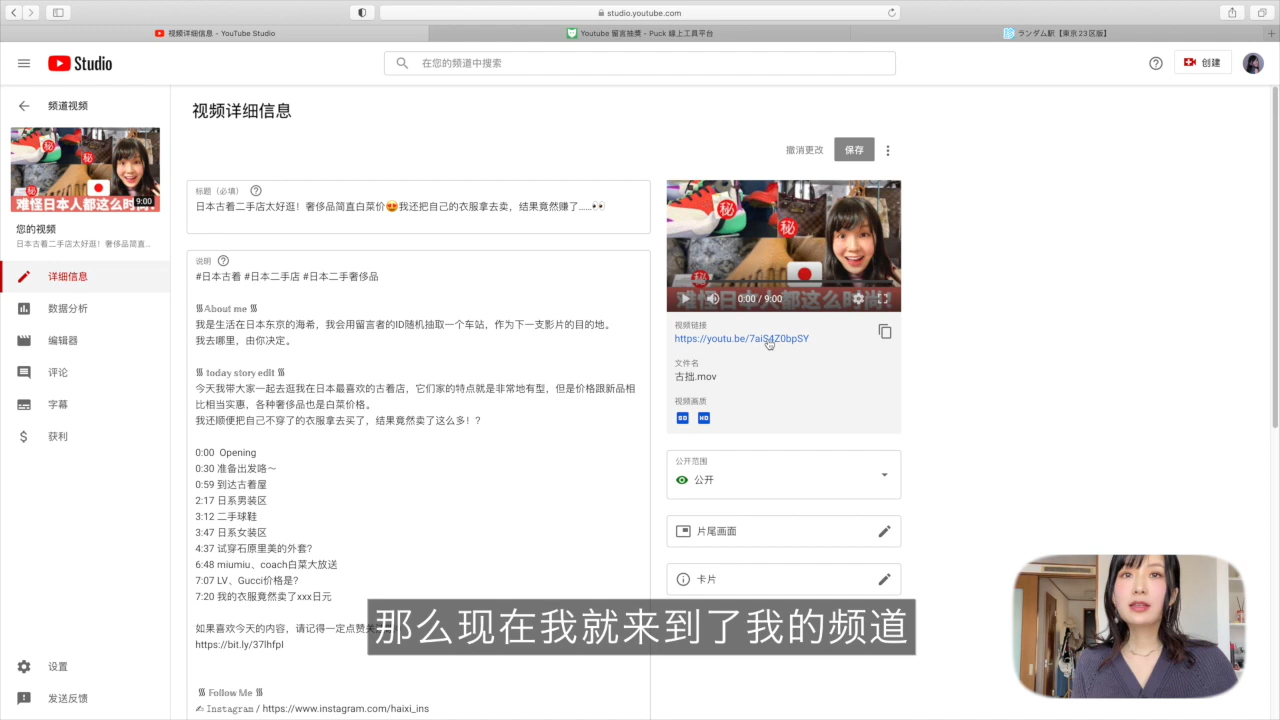 studio.youtube.com
视频详细信息 - YouTube Studio
Youtube 留言抽獎 - Puck 線上工具平台
ランダム駅【東京23区版】
Studio
在您的频道中搜索
创建
频道视频
9:00
您的视频
日本古着二手店太好逛！奢侈品简直...
详细信息
数据分析
编辑器
评论
字幕
获利
设置
发送反馈
视频详细信息
撤消更改
保存
标题（必填）
日本古着二手店太好逛！奢侈品简直白菜价😍我还把自己的衣服拿去卖，结果竟然赚了……👀
说明
#日本古着 #日本二手店 #日本二手奢侈品
About me
我是生活在日本东京的海希，我会用留言者的ID随机抽取一个车站，作为下一支影片的目的地。
我去哪里，由你决定。
today story edit
今天我带大家一起去逛我在日本最喜欢的古着店，它们家的特点就是非常地有型，但是价格跟新品相
比相当实惠，各种奢侈品也是白菜价格。
我还顺便把自己不穿了的衣服拿去买了，结果竟然卖了这么多！？
0:00 Opening
0:30 准备出发咯～
0:59 到达古着屋
2:17 日系男装区
3:12 二手球鞋
3:47 日系女装区
4:37 试穿石原里美的外套？
6:48 miumiu、coach白菜大放送
7:07 LV、Gucci价格是？
7:20 我的衣服竟然卖了xxx日元
如果喜欢今天的内容，请记得一定点赞关
https://bit.ly/37lhfpI
Follow Me
✍ Instagram / https://www.instagram.com/haixi_ins
秘
秘
秘
难怪日本人都这么时尚！
0:00 / 9:00
视频链接
https://youtu.be/7aiS4Z0bpSY
文件名
古拙.mov
视频画质
SD HD
公开范围
公开
片尾画面
卡片
那么现在我就来到了我的频道